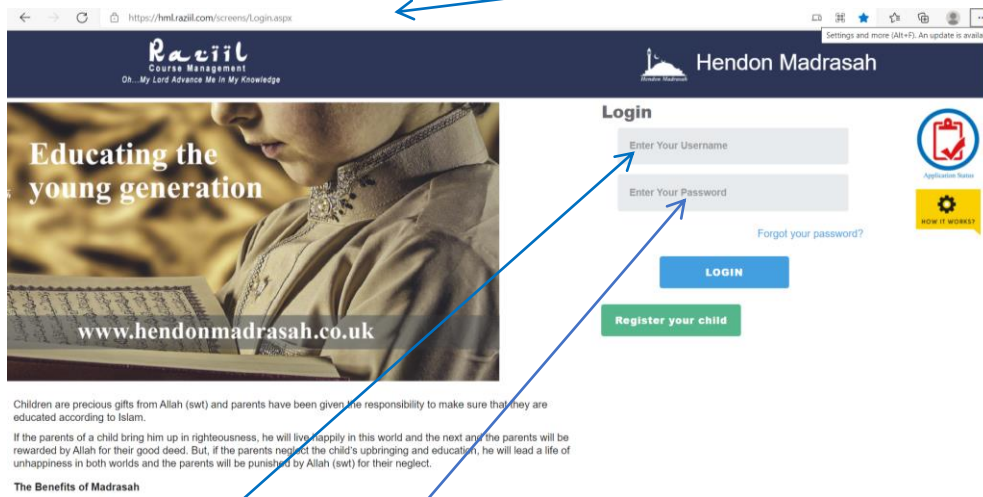 https://hml.raziil.com/screens/Login.aspx
Settings and more (Alt+F). An update is availa
Raziil
Course Management
Oh...My Lord Advance Me In My Knowledge
Hendon Madrasah
Hendon Madrasah
Educating the
young generation
www.hendonmadrasah.co.uk
Login
Enter Your Username
Enter Your Password
Forgot your password?
LOGIN
Register your child
Application Status
HOW IT WORKS?
Children are precious gifts from Allah (swt) and parents have been given the responsibility to make sure that they are
educated according to Islam.
If the parents of a child bring him up in righteousness, he will live happily in this world and the next and the parents will be
rewarded by Allah for their good deed. But, if the parents neglect the child's upbringing and education, he will lead a life of
unhappiness in both worlds and the parents will be punished by Allah (swt) for their neglect.
The Benefits of Madrasah